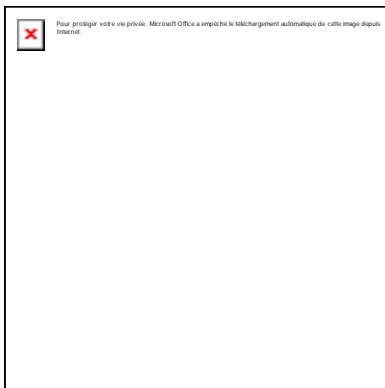 Pour protéger votre vie privée, Microsoft Office a empêché le téléchargement automatique de cette image depuis
Internet.